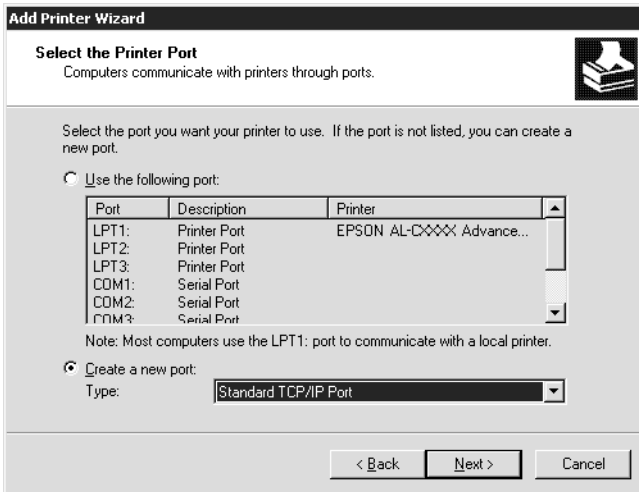 Add Printer Wizard
Select the Printer Port
Computers communicate with printers through ports.
Select the port you want your printer to use. If the port is not listed, you can create a
new port.
Use the following port:
Port Description Printer
LPT1: Printer Port EPSON AL-CXXXX Advance...
LPT2: Printer Port
LPT3: Printer Port
COM1: Serial Port
COM2: Serial Port
COM3: Serial Port
Note: Most computers use the LPT1: port to communicate with a local printer.
Create a new port:
Type: Standard TCP/IP Port
< Back Next > Cancel